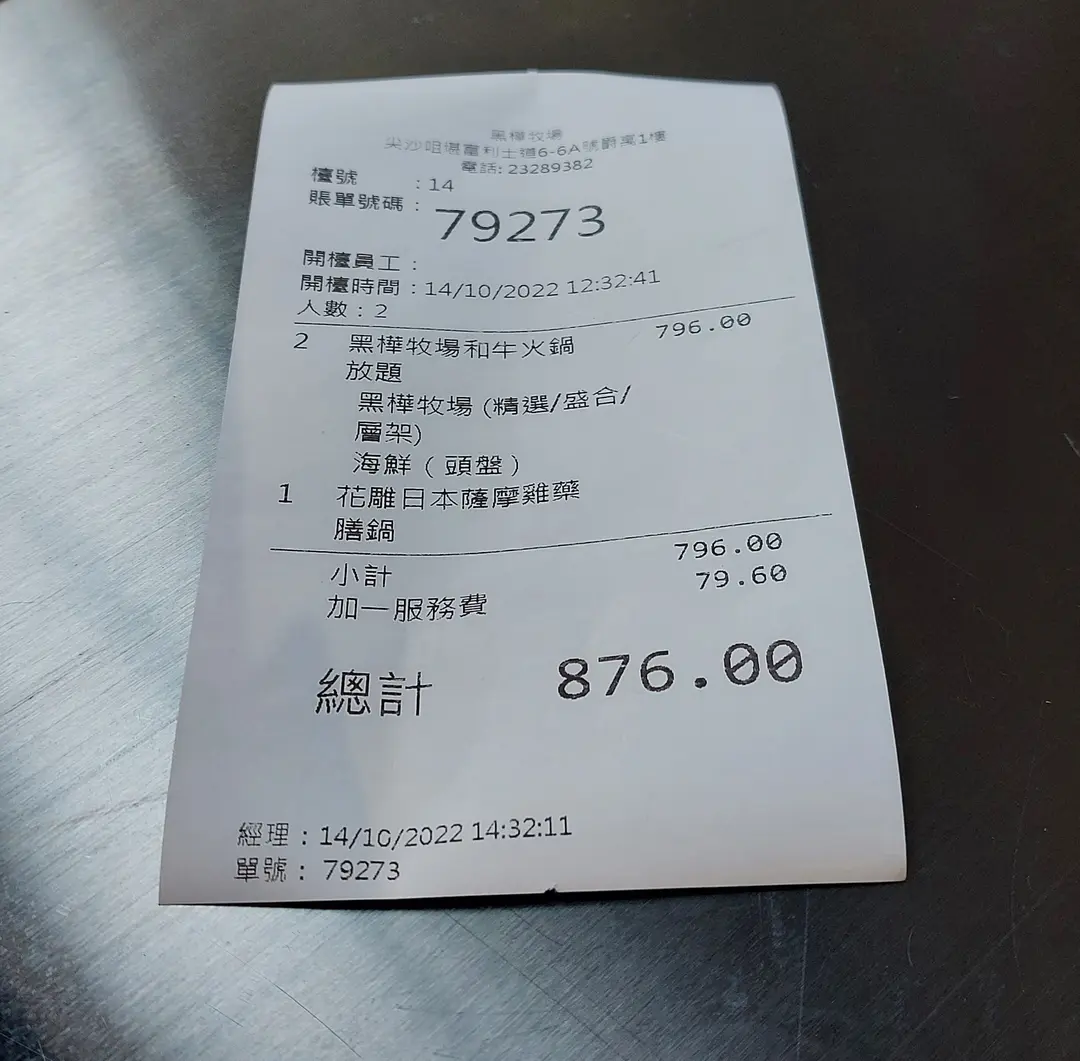 黑樺牧場
尖沙咀堪富利士道6-6A號爵寓1樓
電話: 23289382
檯號 : 14
賬單號碼 : 79273
開檯員工 :
開檯時間 : 14/10/2022 12:32:41
人數 : 2
2 黑樺牧場和牛火鍋 796.00
放題
黑樺牧場 (精選/盛合/
層架)
海鮮 ( 頭盤 )
1 花雕日本薩摩雞藥
膳鍋
小計 796.00
加一服務費 79.60
總計 876.00
經理 : 14/10/2022 14:32:11
單號 : 79273